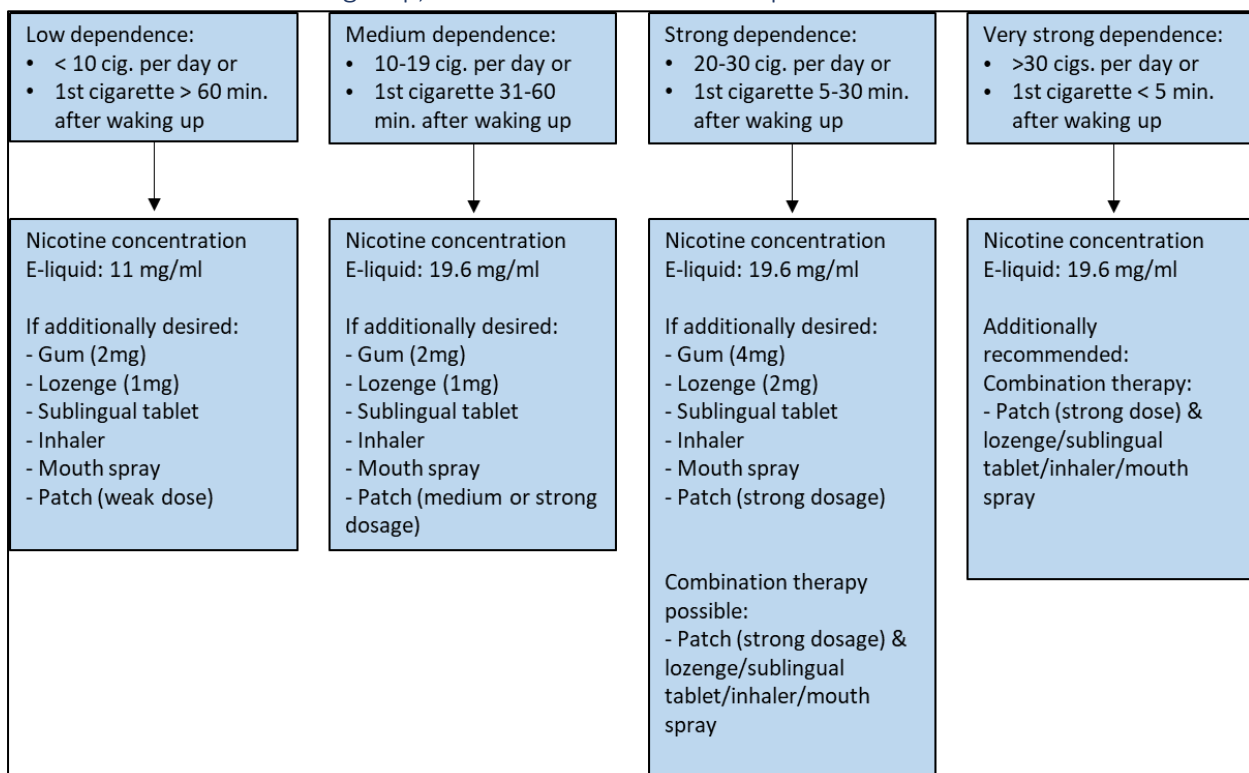 Low dependence:
• < 10 cig. per day or
• 1st cigarette > 60 min.
after waking up
Medium dependence:
• 10-19 cig. per day or
• 1st cigarette 31-60
min. after waking up
Strong dependence:
• 20-30 cig. per day or
• 1st cigarette 5-30 min.
after waking up
Very strong dependence:
• >30 cigs. per day or
• 1st cigarette < 5 min.
after waking up
Nicotine concentration
E-liquid: 11 mg/ml
If additionally desired:
- Gum (2mg)
- Lozenge (1mg)
- Sublingual tablet
- Inhaler
- Mouth spray
- Patch (weak dose)
Nicotine concentration
E-liquid: 19.6 mg/ml
If additionally desired:
- Gum (2mg)
- Lozenge (1mg)
- Sublingual tablet
- Inhaler
- Mouth spray
- Patch (medium or strong
dosage)
Nicotine concentration
E-liquid: 19.6 mg/ml
If additionally desired:
- Gum (4mg)
- Lozenge (2mg)
- Sublingual tablet
- Inhaler
- Mouth spray
- Patch (strong dosage)
Combination therapy
possible:
- Patch (strong dosage) &
lozenge/sublingual
tablet/inhaler/mouth
spray
Nicotine concentration
E-liquid: 19.6 mg/ml
Additionally
recommended:
Combination therapy:
- Patch (strong dose) &
lozenge/sublingual
tablet/inhaler/mouth
spray